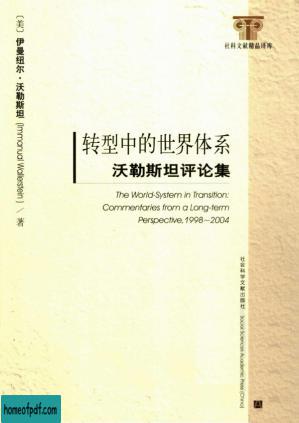 社科文献精品译库
［美］伊曼纽尔·沃勒斯坦（Immanuel Wallerstein）／著
转型中的世界体系
沃勒斯坦评论集
The World-System in Transition:
Commentaries from a Long-term
Perspective, 1998~2004
社会科学文献出版社
Social Sciences Academic Press (China)
homeofpdf.com